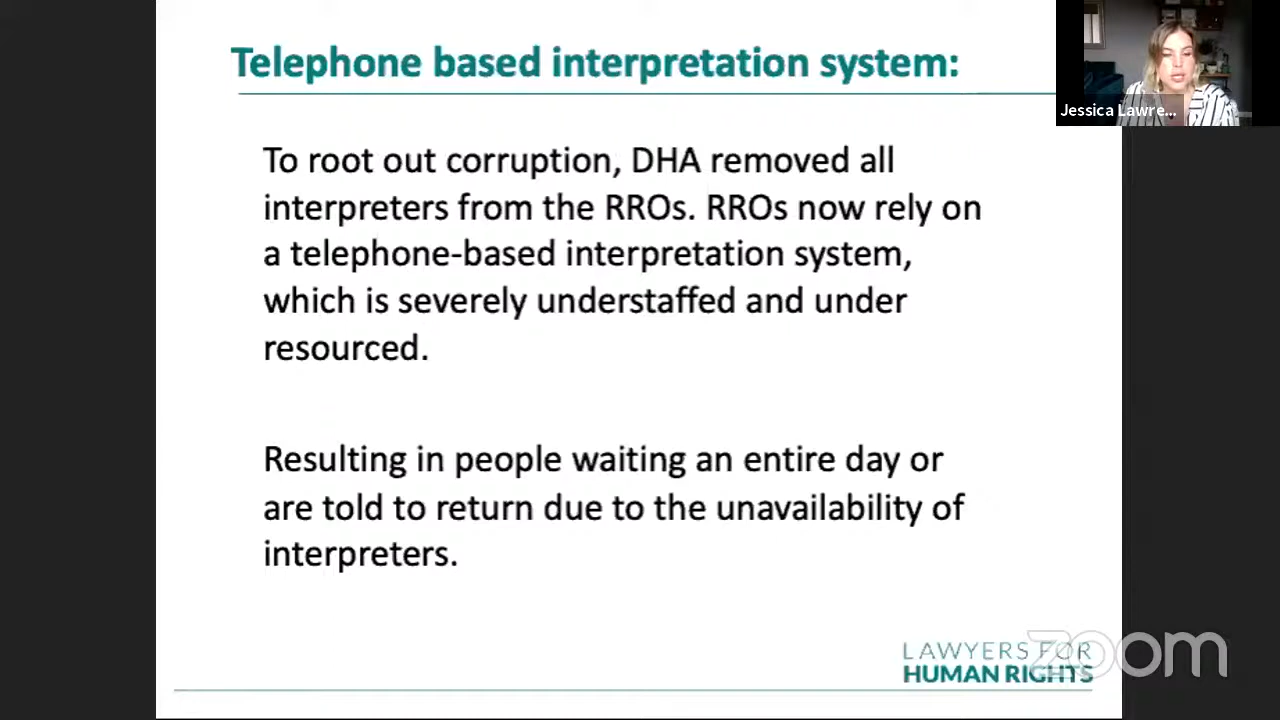 Telephone based interpretation system:
Jessica Lawre...
To root out corruption, DHA removed all
interpreters from the RROs. RROs now rely on
a telephone-based interpretation system,
which is severely understaffed and under
resourced.
Resulting in people waiting an entire day or
are told to return due to the unavailability of
interpreters.
LAWYERS FOR
HUMAN RIGHTS
zoom